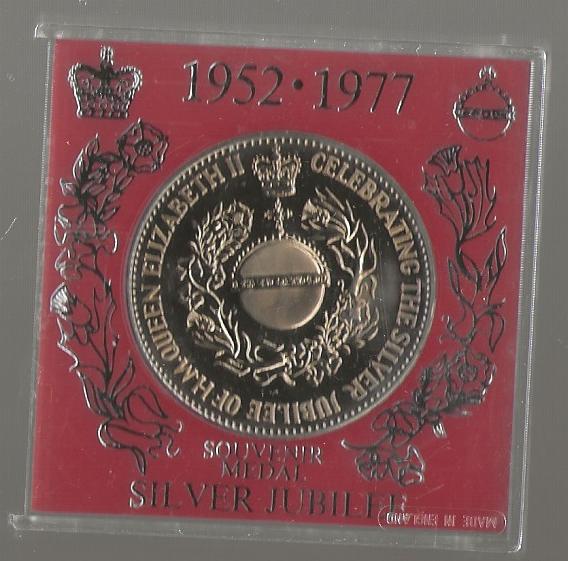 1952 • 1977
CELEBRATING THE SILVER JUBILEE OF H.M. QUEEN ELIZABETH II
SOUVENIR
MEDAL
SILVER JUBILEE
MADE IN ENGLAND